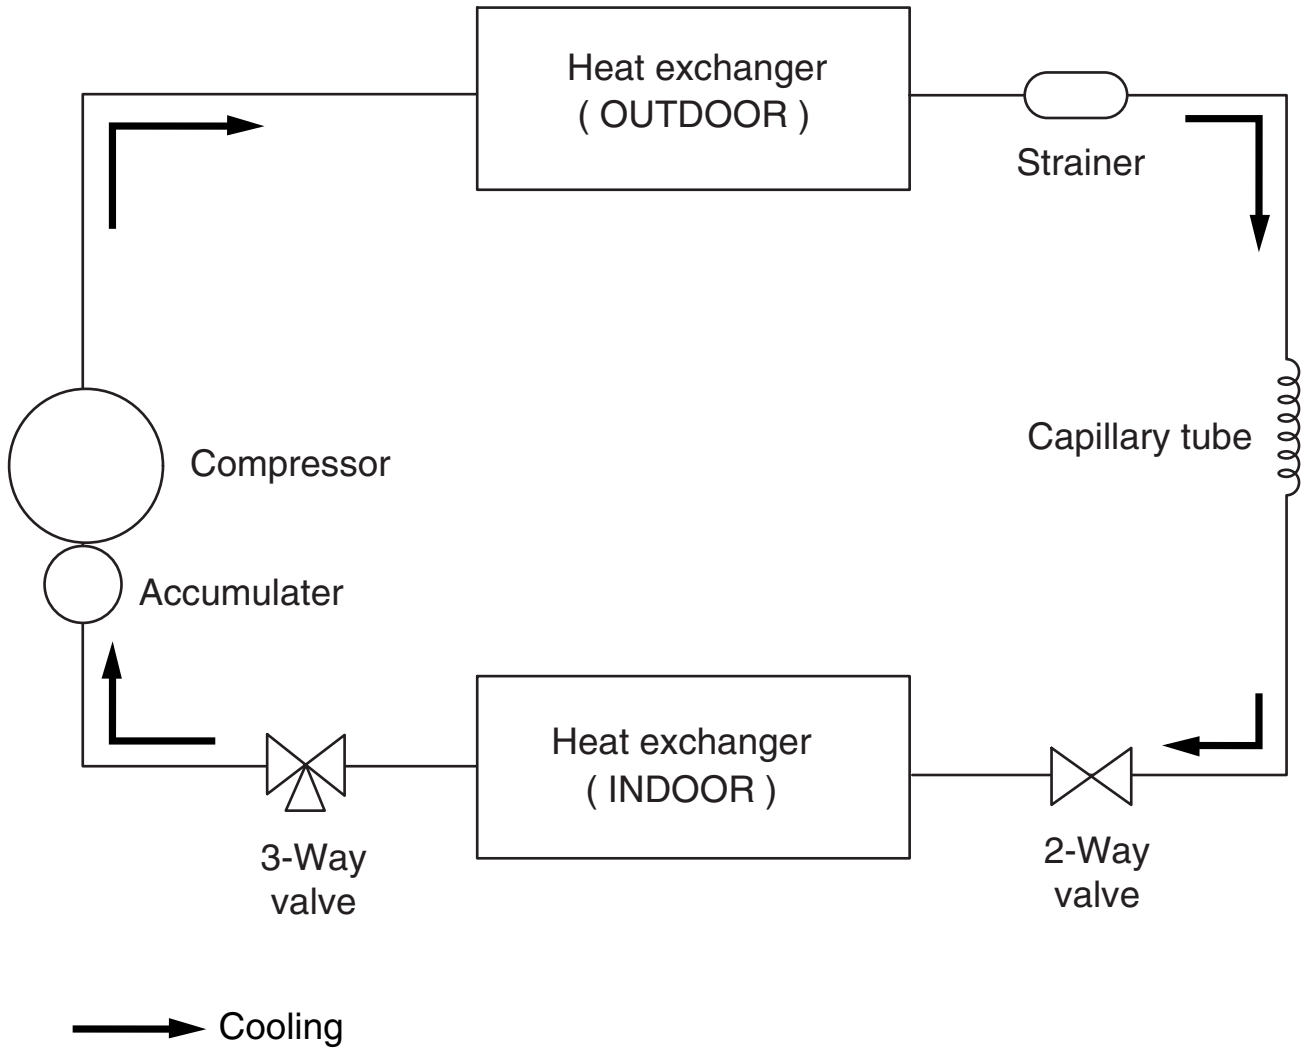 Heat exchanger
( OUTDOOR )
Strainer
Capillary tube
Compressor
Accumulater
Heat exchanger
( INDOOR )
3-Way
valve
2-Way
valve
Cooling